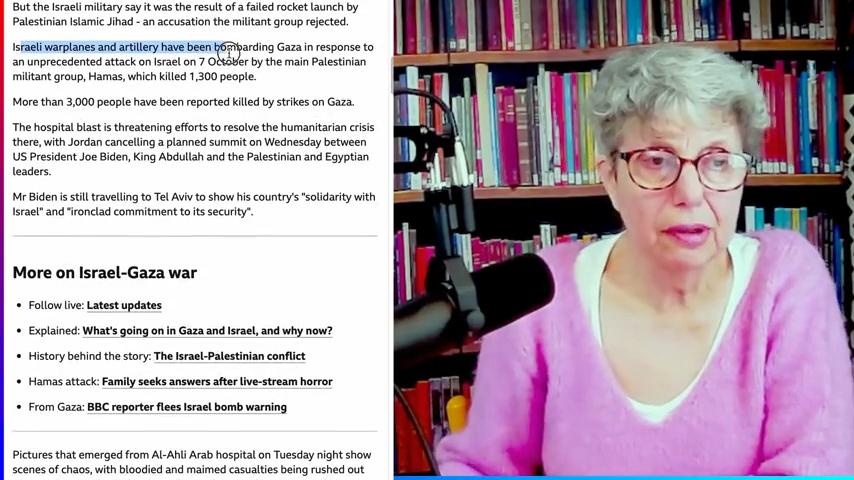 But the Israeli military say it was the result of a failed rocket launch by
Palestinian Islamic Jihad - an accusation the militant group rejected.
Israeli warplanes and artillery have been bombarding Gaza in response to
an unprecedented attack on Israel on 7 October by the main Palestinian
militant group, Hamas, which killed 1,300 people.
More than 3,000 people have been reported killed by strikes on Gaza.
The hospital blast is threatening efforts to resolve the humanitarian crisis
there, with Jordan cancelling a planned summit on Wednesday between
US President Joe Biden, King Abdullah and the Palestinian and Egyptian
leaders.
Mr Biden is still travelling to Tel Aviv to show his country's "solidarity with
Israel" and "ironclad commitment to its security".
More on Israel-Gaza war
• Follow live: Latest updates
• Explained: What's going on in Gaza and Israel, and why now?
• History behind the story: The Israel-Palestinian conflict
• Hamas attack: Family seeks answers after live-stream horror
• From Gaza: BBC reporter flees Israel bomb warning
Pictures that emerged from Al-Ahli Arab hospital on Tuesday night show
scenes of chaos, with bloodied and maimed casualties being rushed out